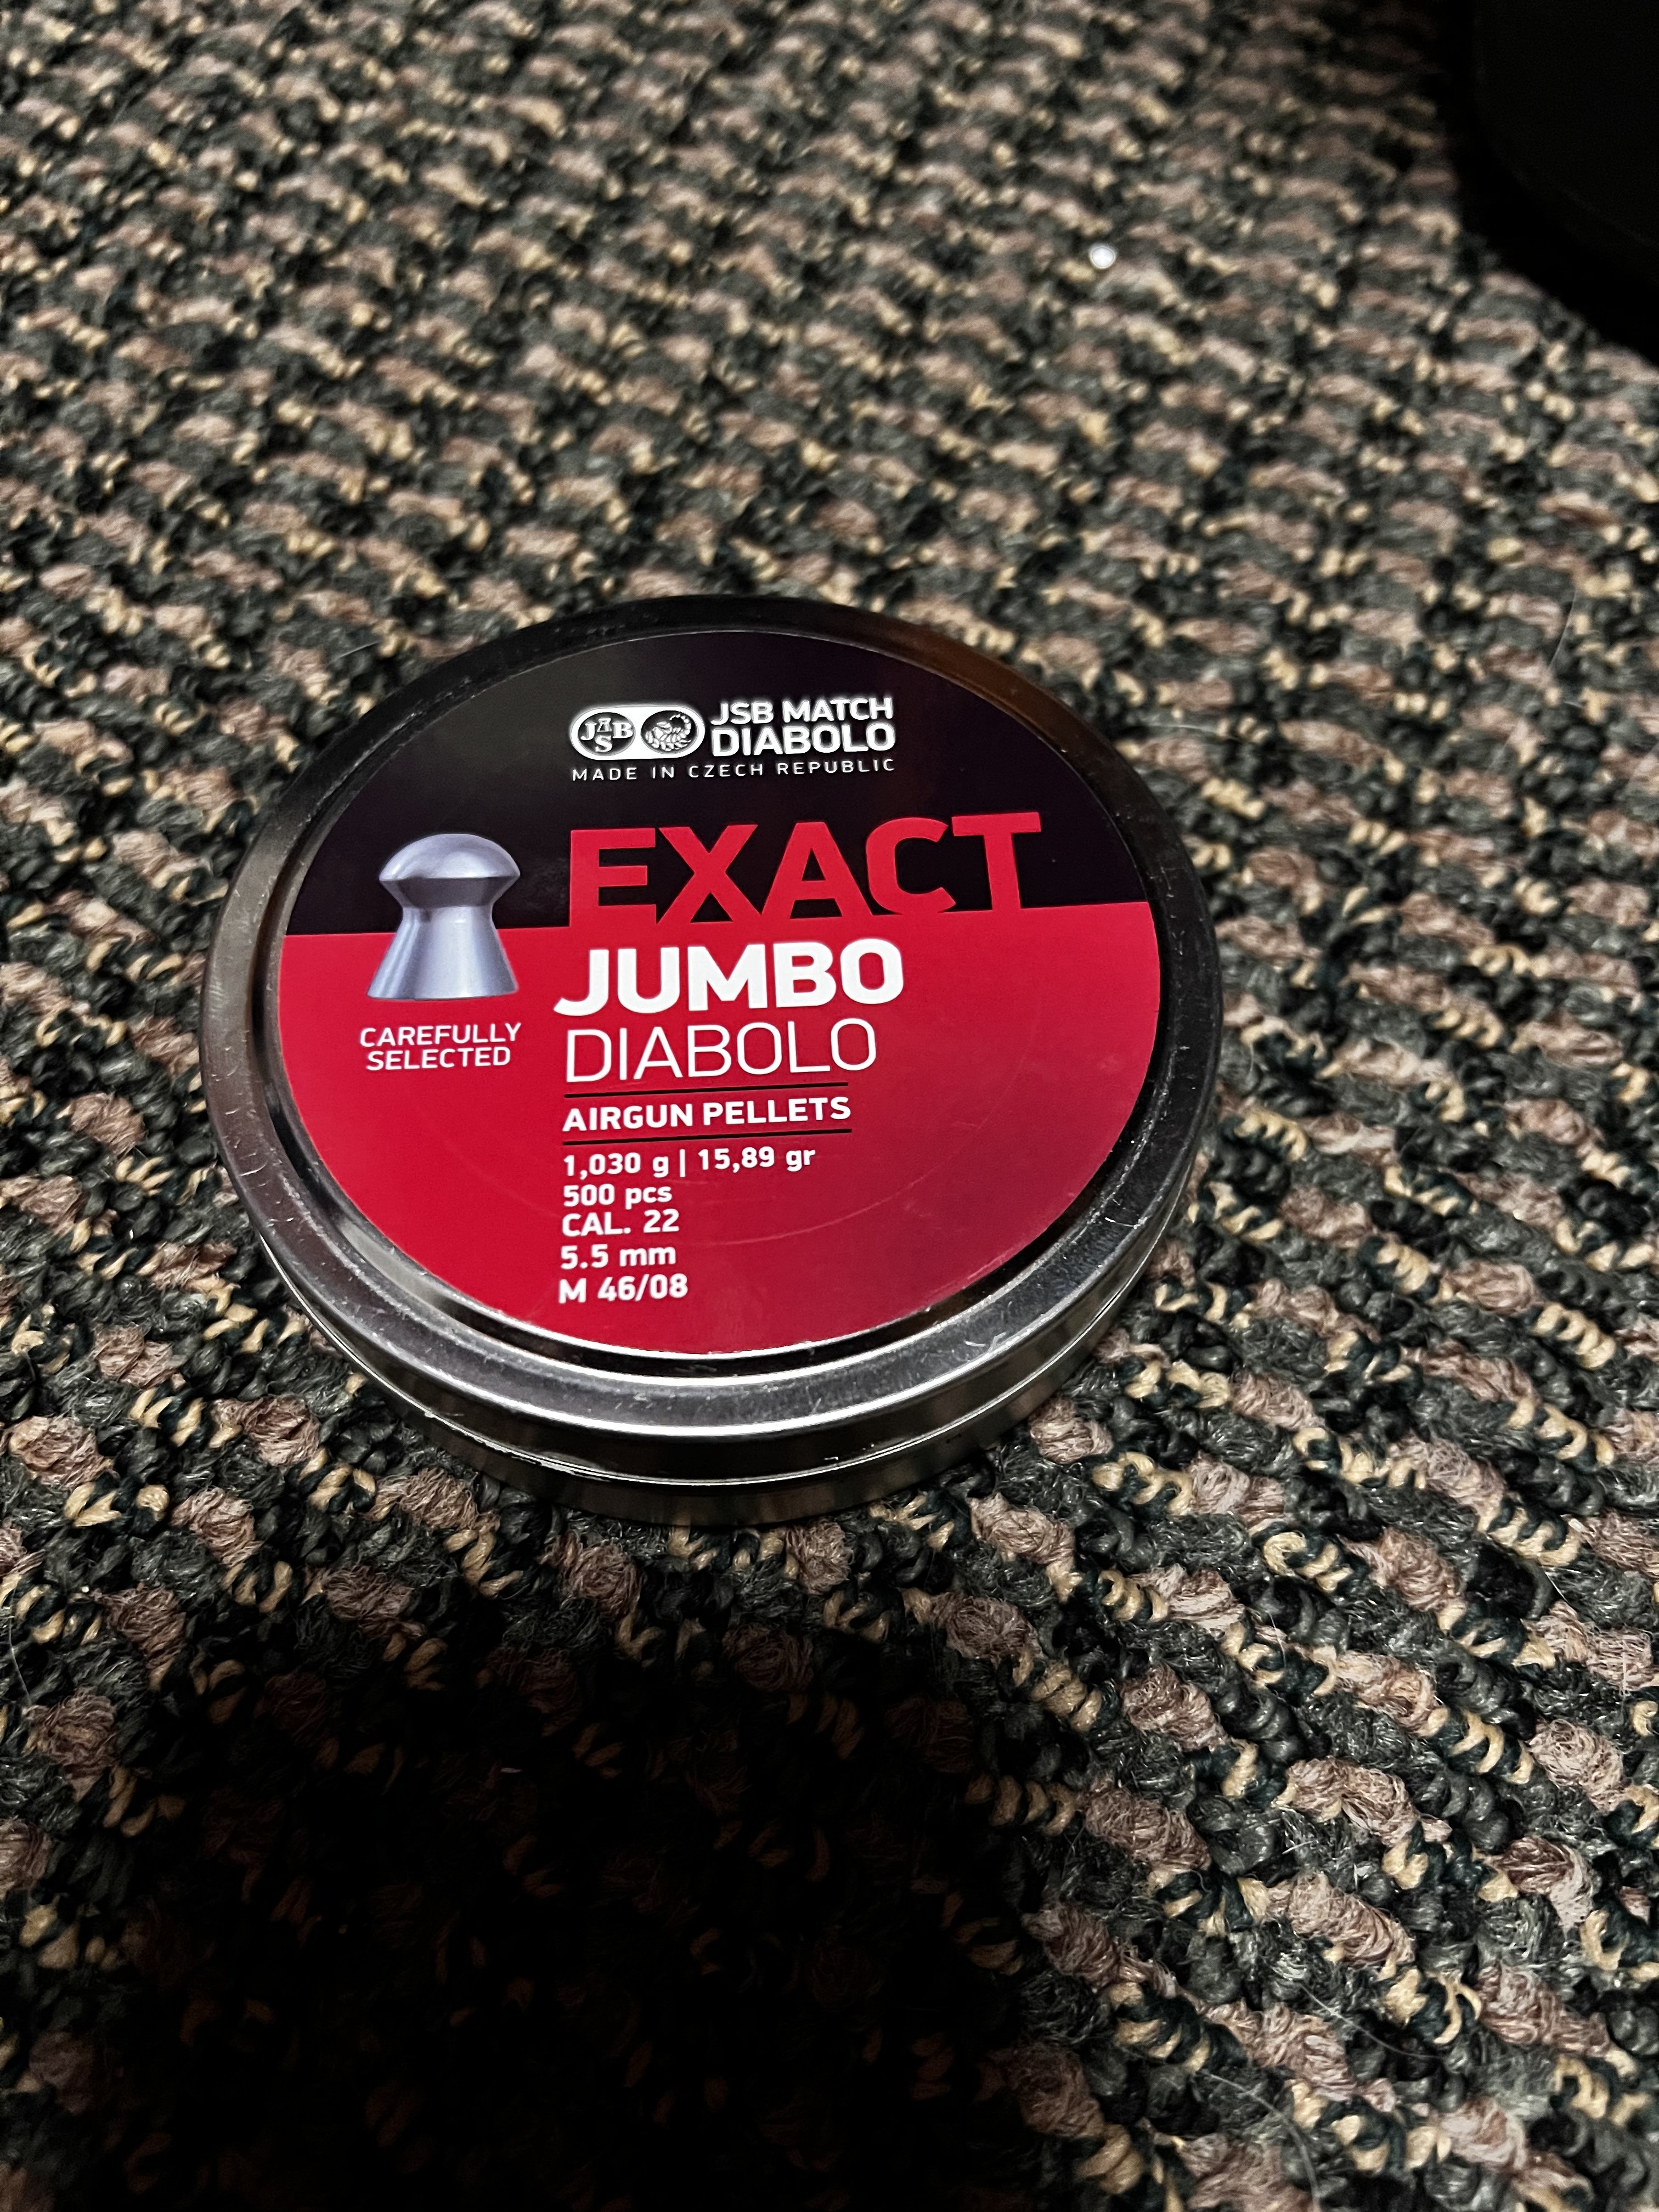 JASB
JSB MATCH
DIABOLO
MADE IN CZECH REPUBLIC
EXACT
JUMBO
DIABOLO
CAREFULLY
SELECTED
AIRGUN PELLETS
1,030 g | 15,89 gr
500 pcs
CAL. 22
5.5 mm
M 46/08